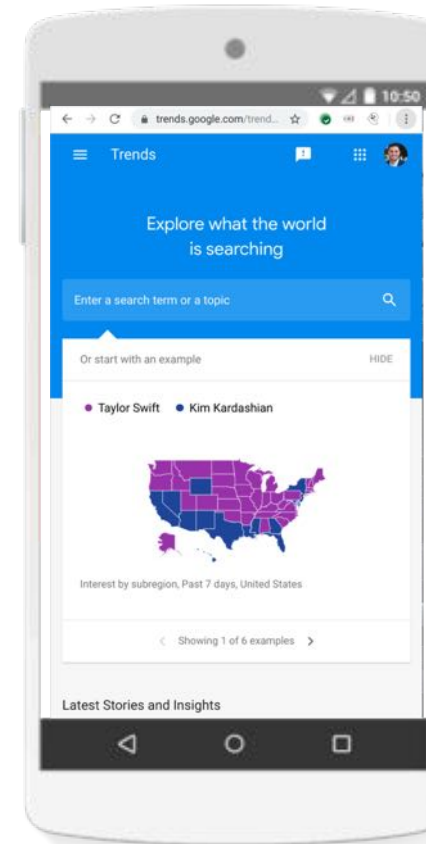 10:50
trends.google.com/trend...
Trends
Explore what the world
is searching
Enter a search term or a topic
Or start with an example
HIDE
Taylor Swift
Kim Kardashian
Interest by subregion, Past 7 days, United States
Showing 1 of 6 examples
Latest Stories and Insights